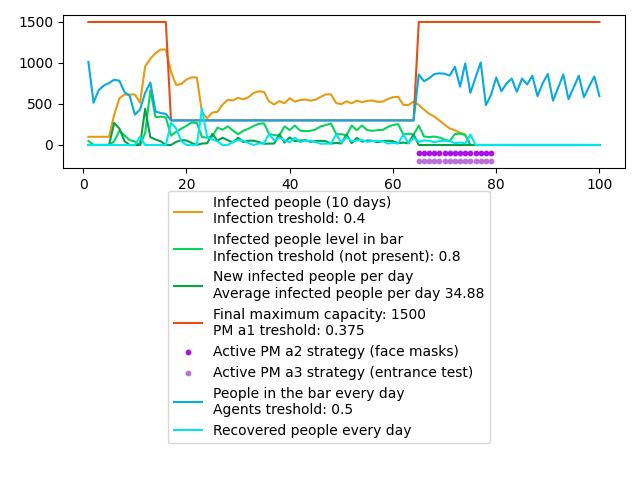 1500
1000
500
0
0
20
40
60
80
100
Infected people (10 days)
Infection treshold: 0.4
Infected people level in bar
Infection treshold (not present): 0.8
New infected people per day
Average infected people per day 34.88
Final maximum capacity: 1500
PM a1 treshold: 0.375
Active PM a2 strategy (face masks)
Active PM a3 strategy (entrance test)
People in the bar every day
Agents treshold: 0.5
Recovered people every day